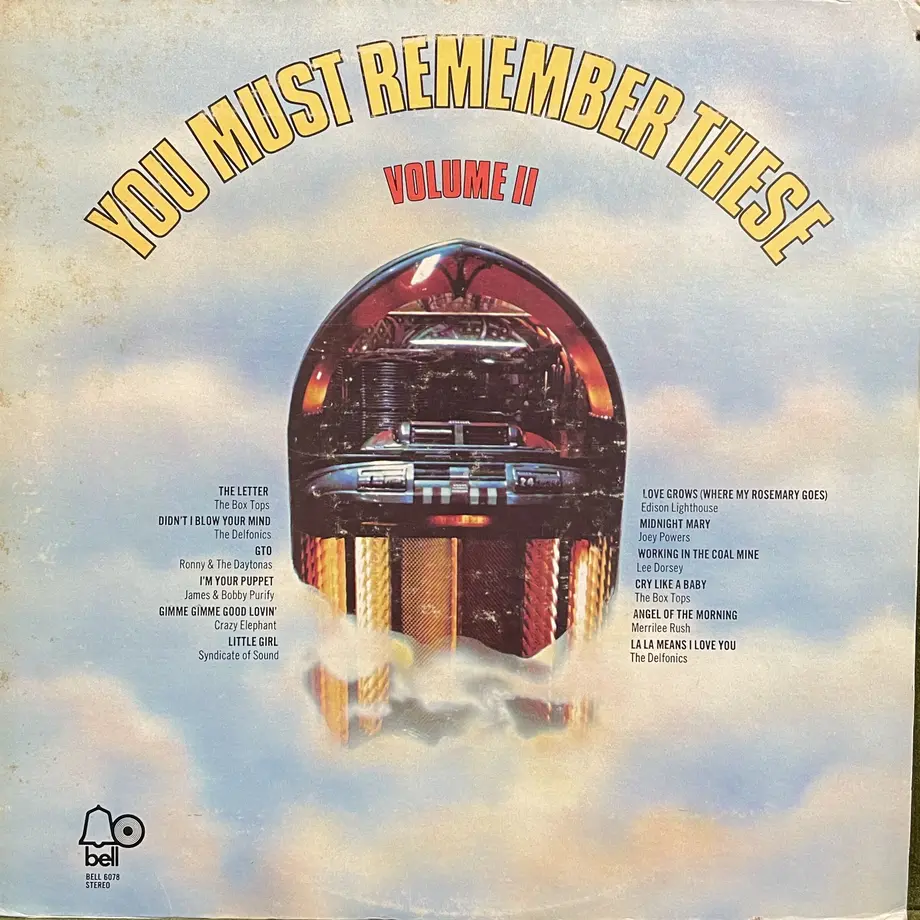 YOU MUST REMEMBER THESE
VOLUME II
THE LETTER
The Box Tops
DIDN'T I BLOW YOUR MIND
The Delfonics
GTO
Ronny & The Daytonas
I'M YOUR PUPPET
James & Bobby Purify
GIMME GIMME GOOD LOVIN'
Crazy Elephant
LITTLE GIRL
Syndicate of Sound
LOVE GROWS (WHERE MY ROSEMARY GOES)
Edison Lighthouse
MIDNIGHT MARY
Joey Powers
WORKING IN THE COAL MINE
Lee Dorsey
CRY LIKE A BABY
The Box Tops
ANGEL OF THE MORNING
Merrilee Rush
LA LA MEANS I LOVE YOU
The Delfonics
bell
BELL 6078
STEREO